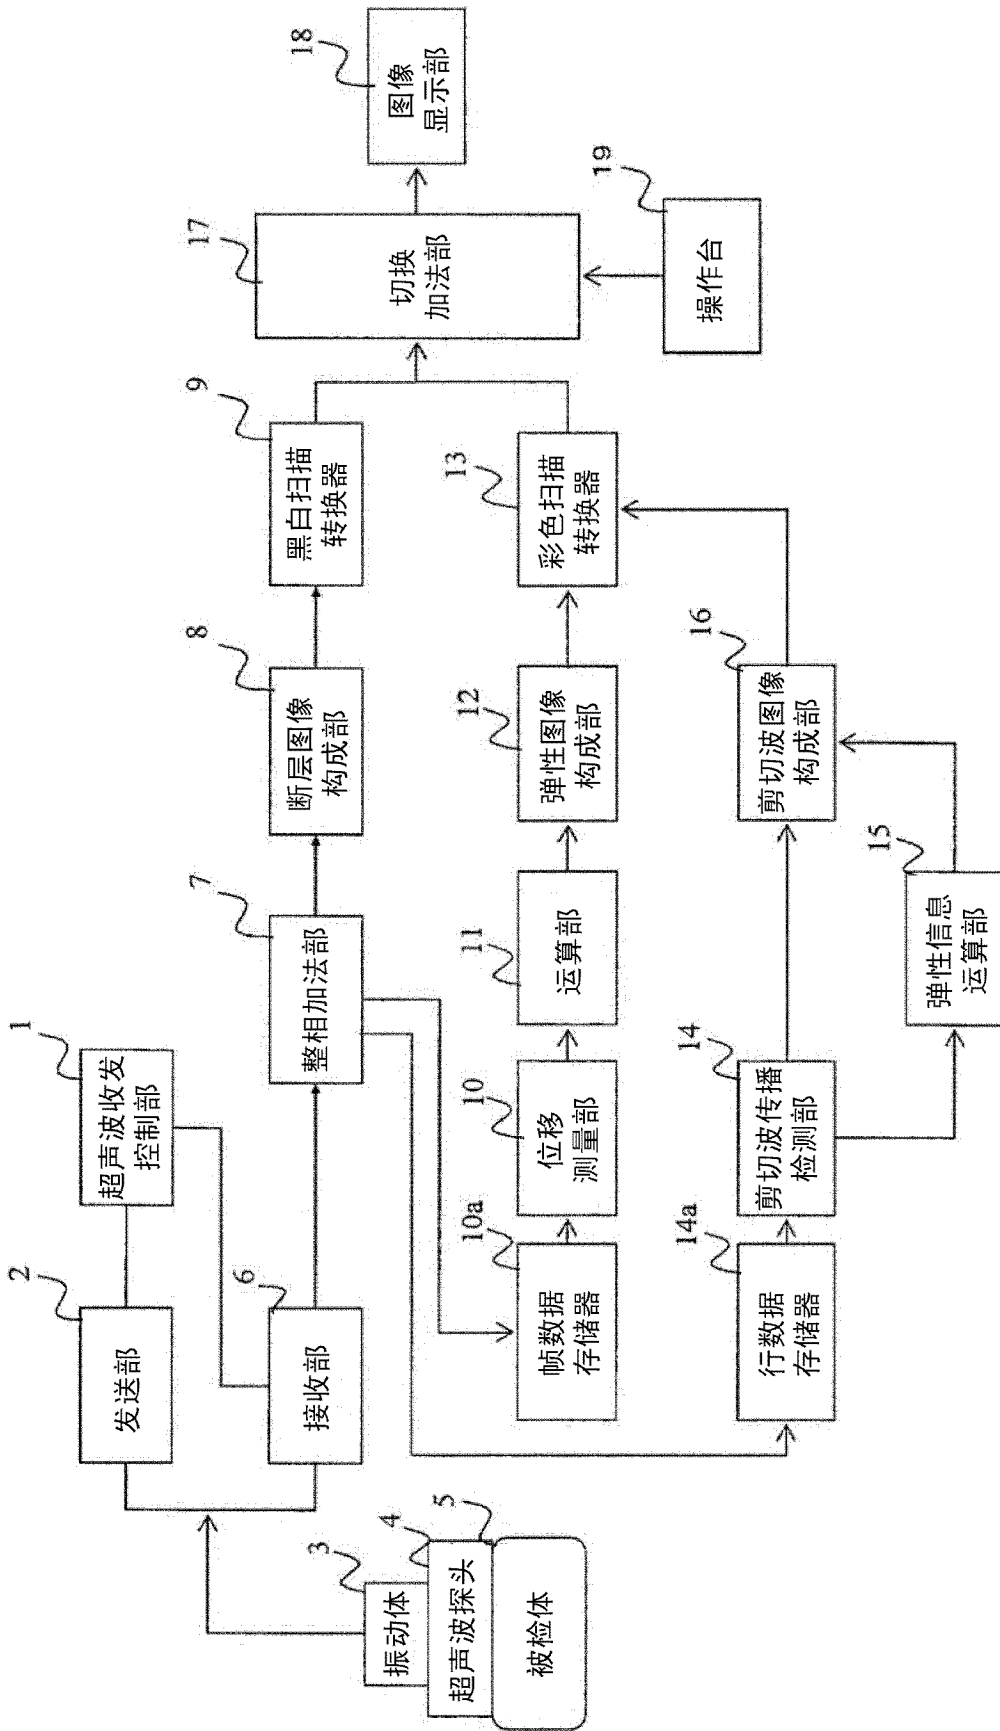 1
超声波收发
控制部
2
发送部
3
振动体
4
超声波探头
5
被检体
6
接收部
7
整相加法部
8
断层图像
构成部
9
黑白扫描
转换器
10a
帧数据
存储器
10
位移
测量部
11
运算部
12
弹性图像
构成部
13
彩色扫描
转换器
14a
行数据
存储器
14
剪切波传播
检测部
15
弹性信息
运算部
16
剪切波图像
构成部
17
切换
加法部
18
图像
显示部
19
操作台